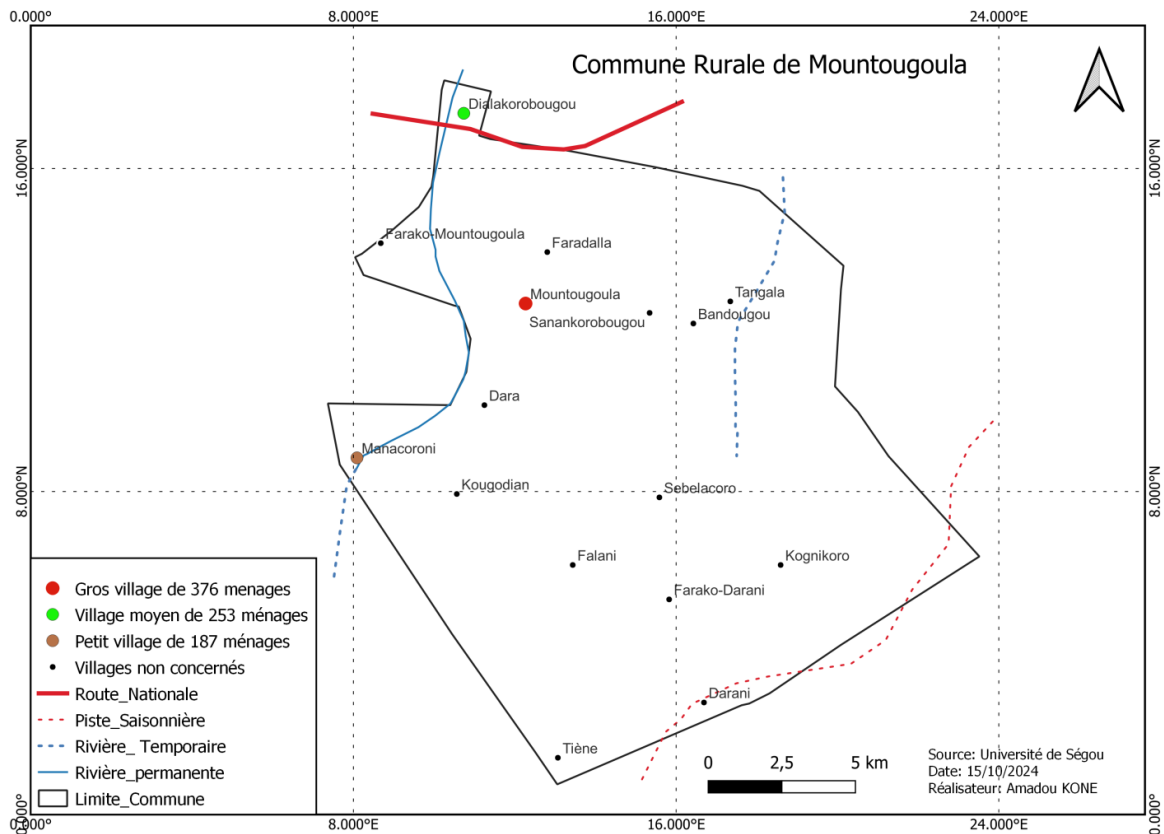 0.000° 8.000°E 16.000°E 24.000°E
Commune Rurale de Mountougoula
Dialakorobougou
16.000°N 16.000°N
Farako-Mountougoula
Faradalla
Mountougoula
Tangala
Sanankorobougou
Bandougou
Dara
Manacoroni
8.000°N 8.000°N
Kougodian
Sebelacoro
Falani
Kognikoro
Farako-Darani
Darani
Tiène
Gros village de 376 menages
Village moyen de 253 ménages
Petit village de 187 ménages
Villages non concernés
Route_Nationale
Piste_Saisonnière
Rivière_ Temporaire
Rivière_permanente
Limite_Commune
0 2,5 5 km
Source: Université de Ségou
Date: 15/10/2024
Réalisateur: Amadou KONE
8.000°E 16.000°E 24.000°E